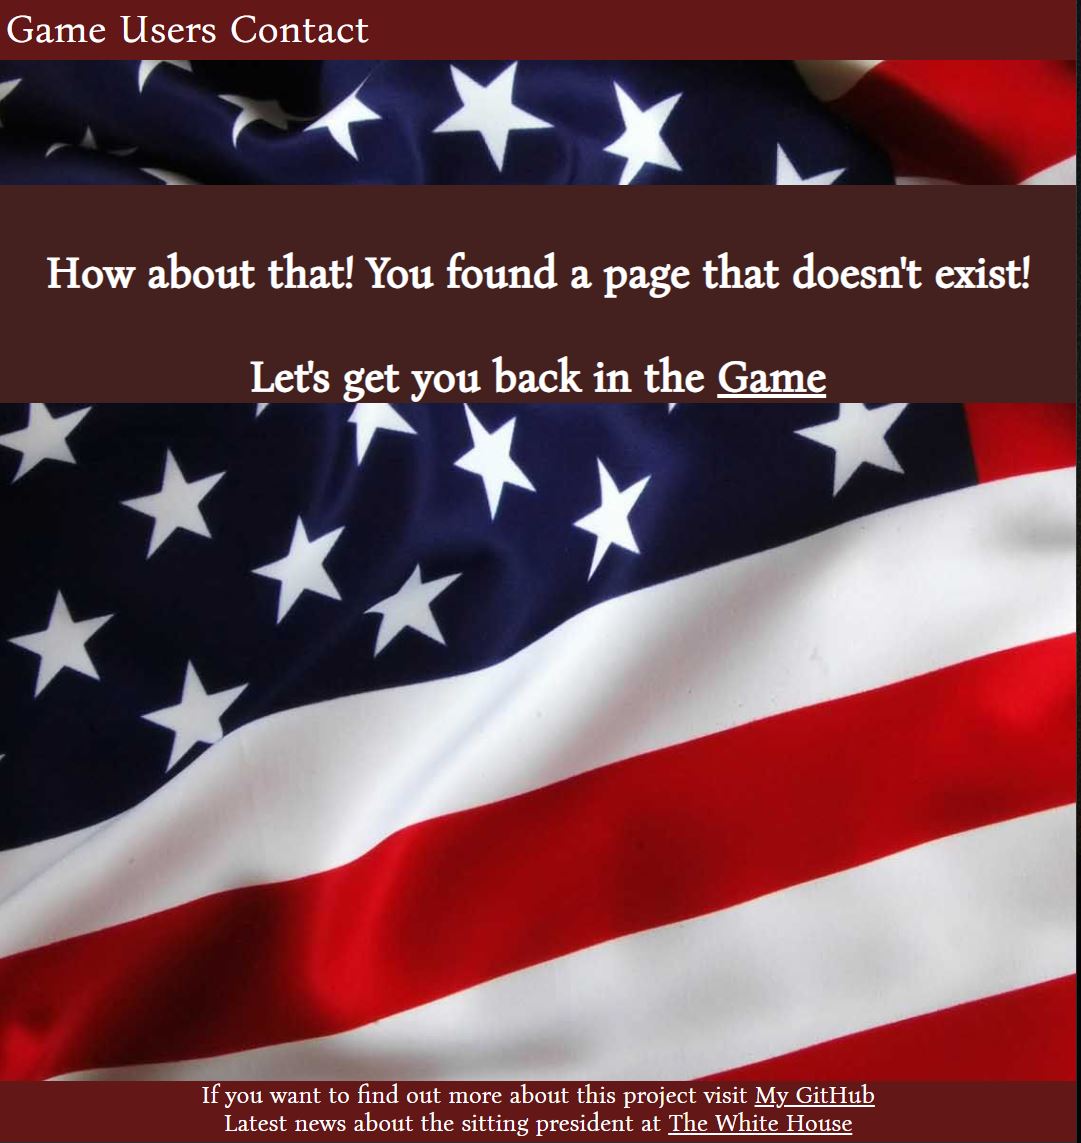 Game Users Contact
How about that! You found a page that doesn't exist!
Let's get you back in the Game
If you want to find out more about this project visit My GitHub
Latest news about the sitting president at The White House